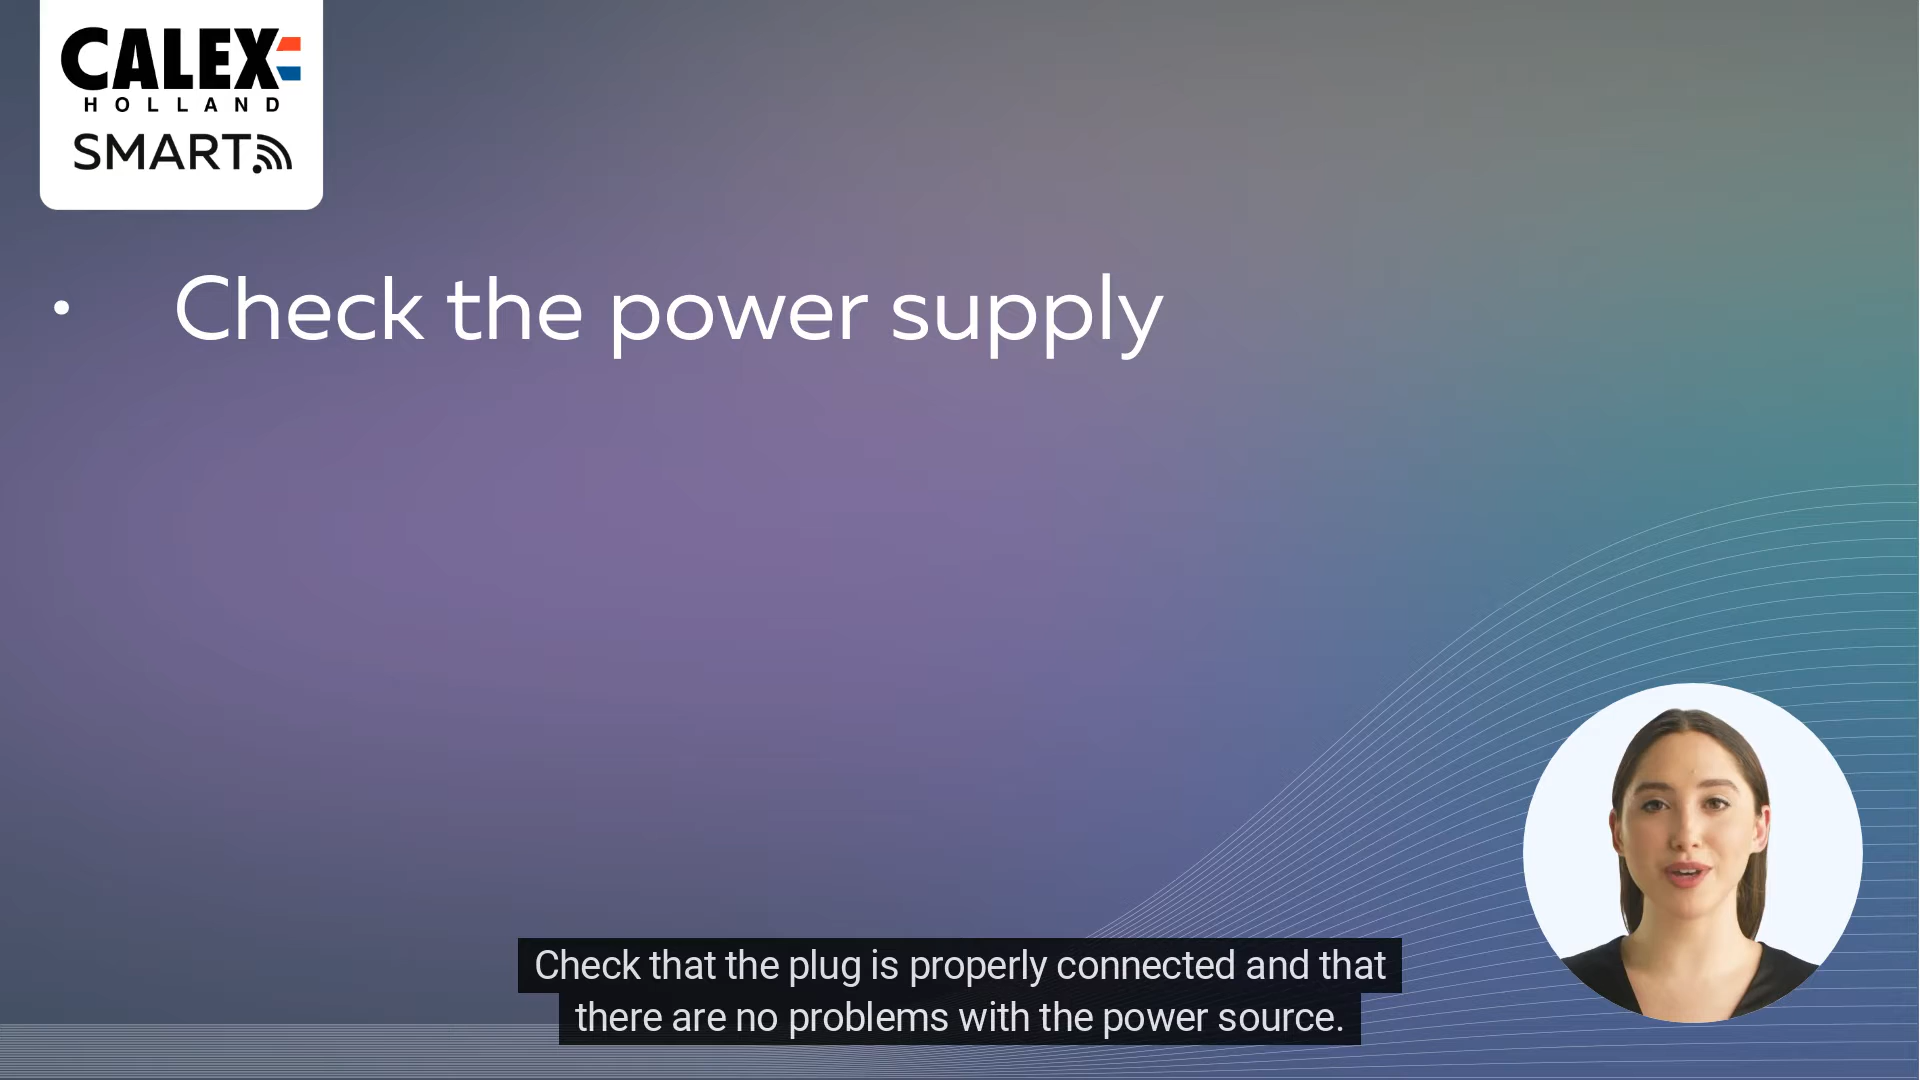 CALEX
HOLLAND
SMART
• Check the power supply
Check that the plug is properly connected and that
there are no problems with the power source.